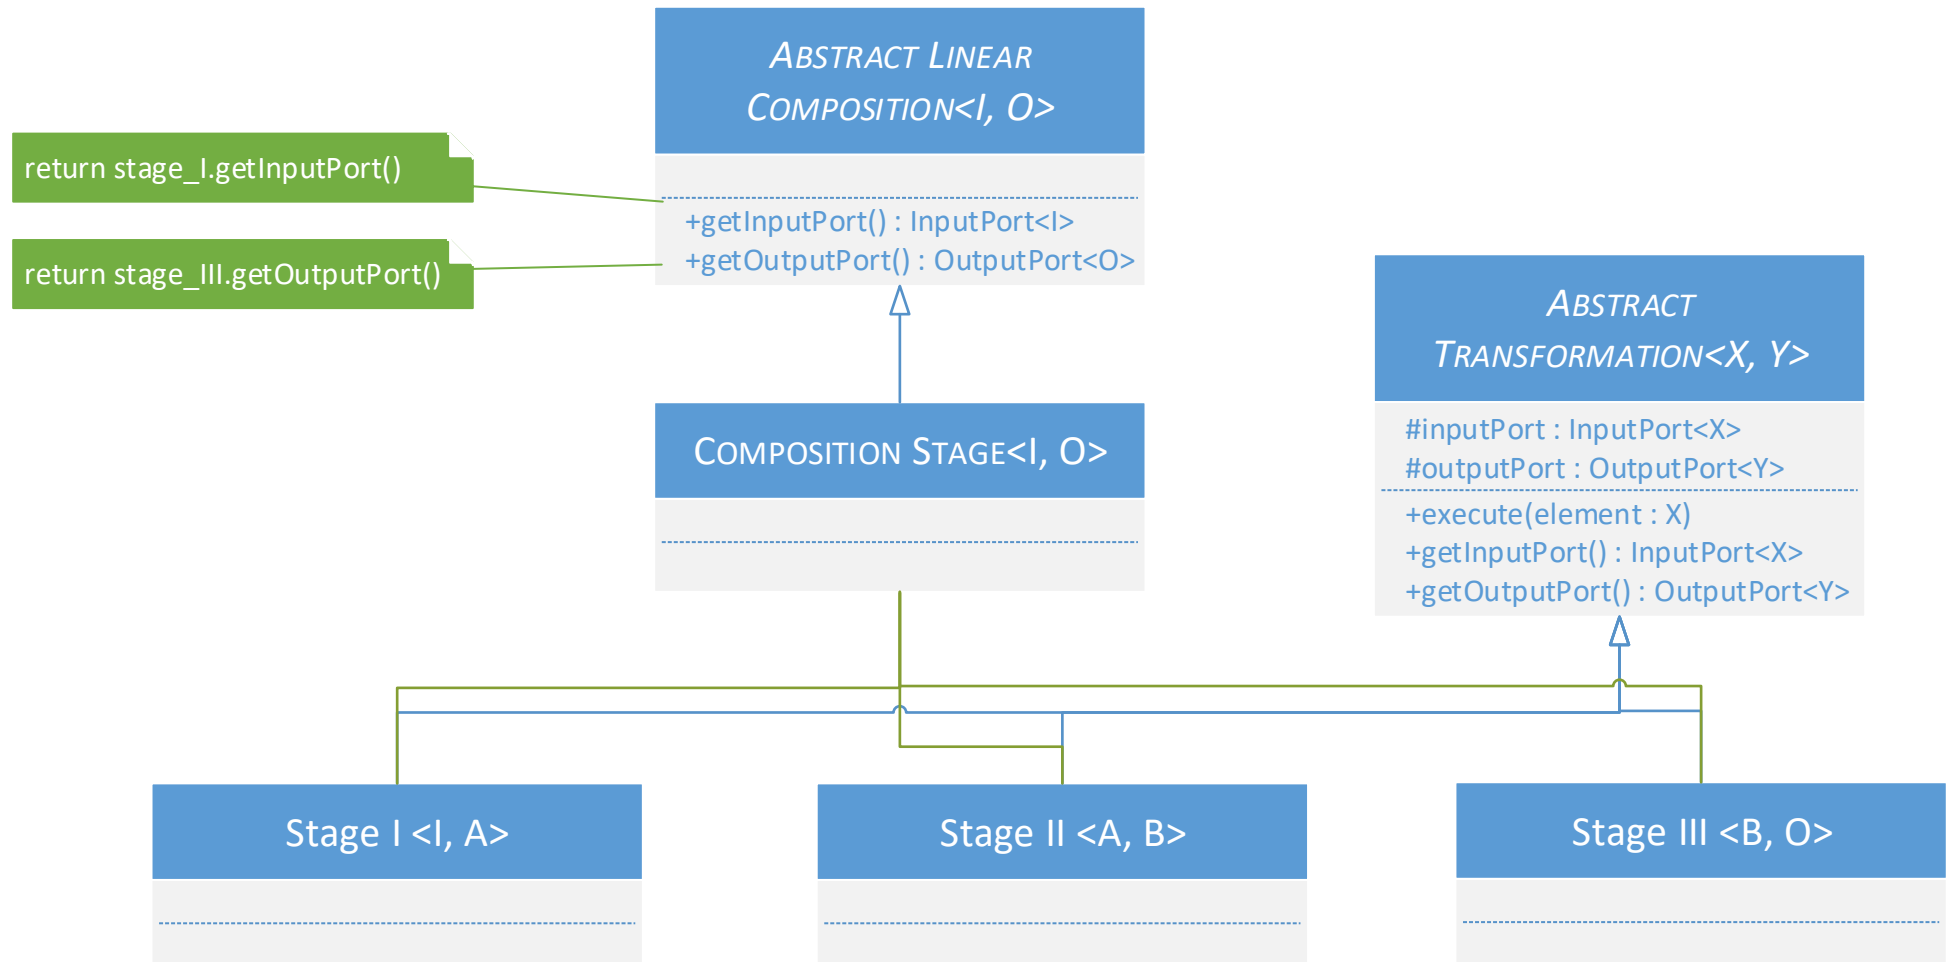 ABSTRACT LINEAR
COMPOSITION<I, O>
return stage_I.getInputPort()
+getInputPort() : InputPort<I>
return stage_III.getOutputPort()
+getOutputPort() : OutputPort<O>
ABSTRACT
TRANSFORMATION<X, Y>
#inputPort : InputPort<X>
#outputPort : OutputPort<Y>
+execute(element : X)
+getInputPort() : InputPort<X>
+getOutputPort() : OutputPort<Y>
COMPOSITION STAGE<I, O>
Stage I <I, A>
Stage II <A, B>
Stage III <B, O>